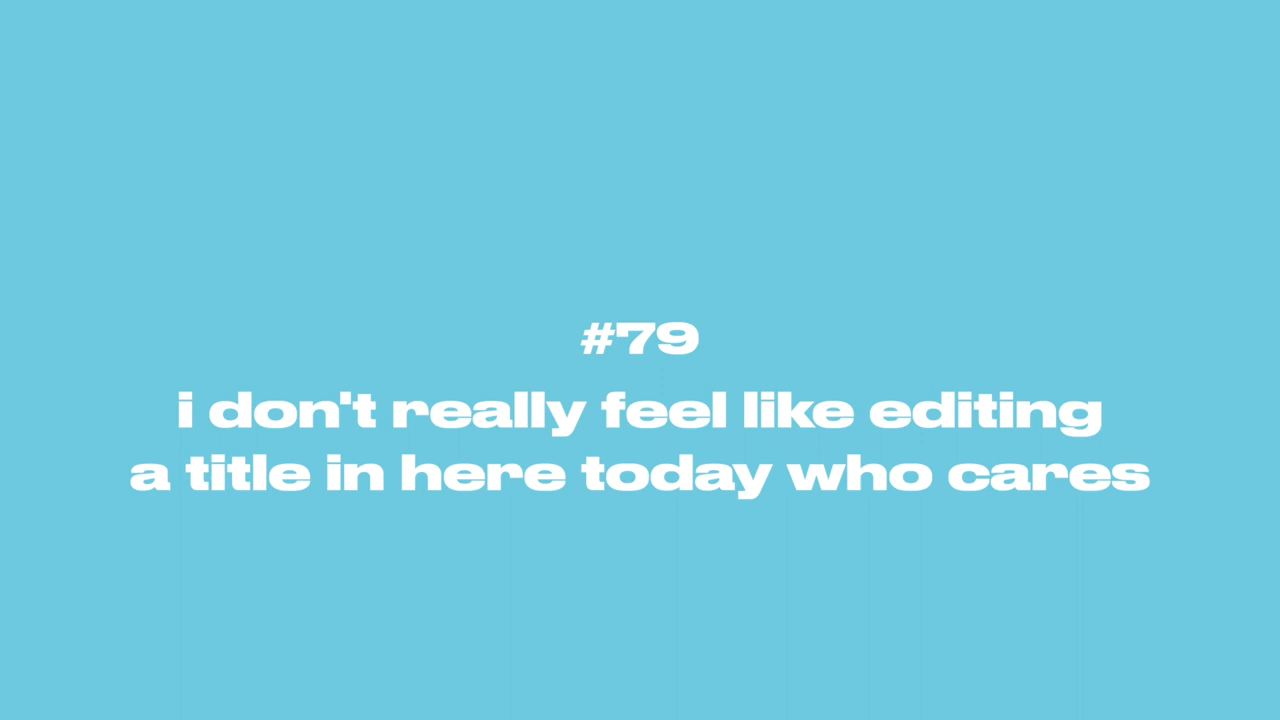 #79
i don't really feel like editing
a title in here today who cares